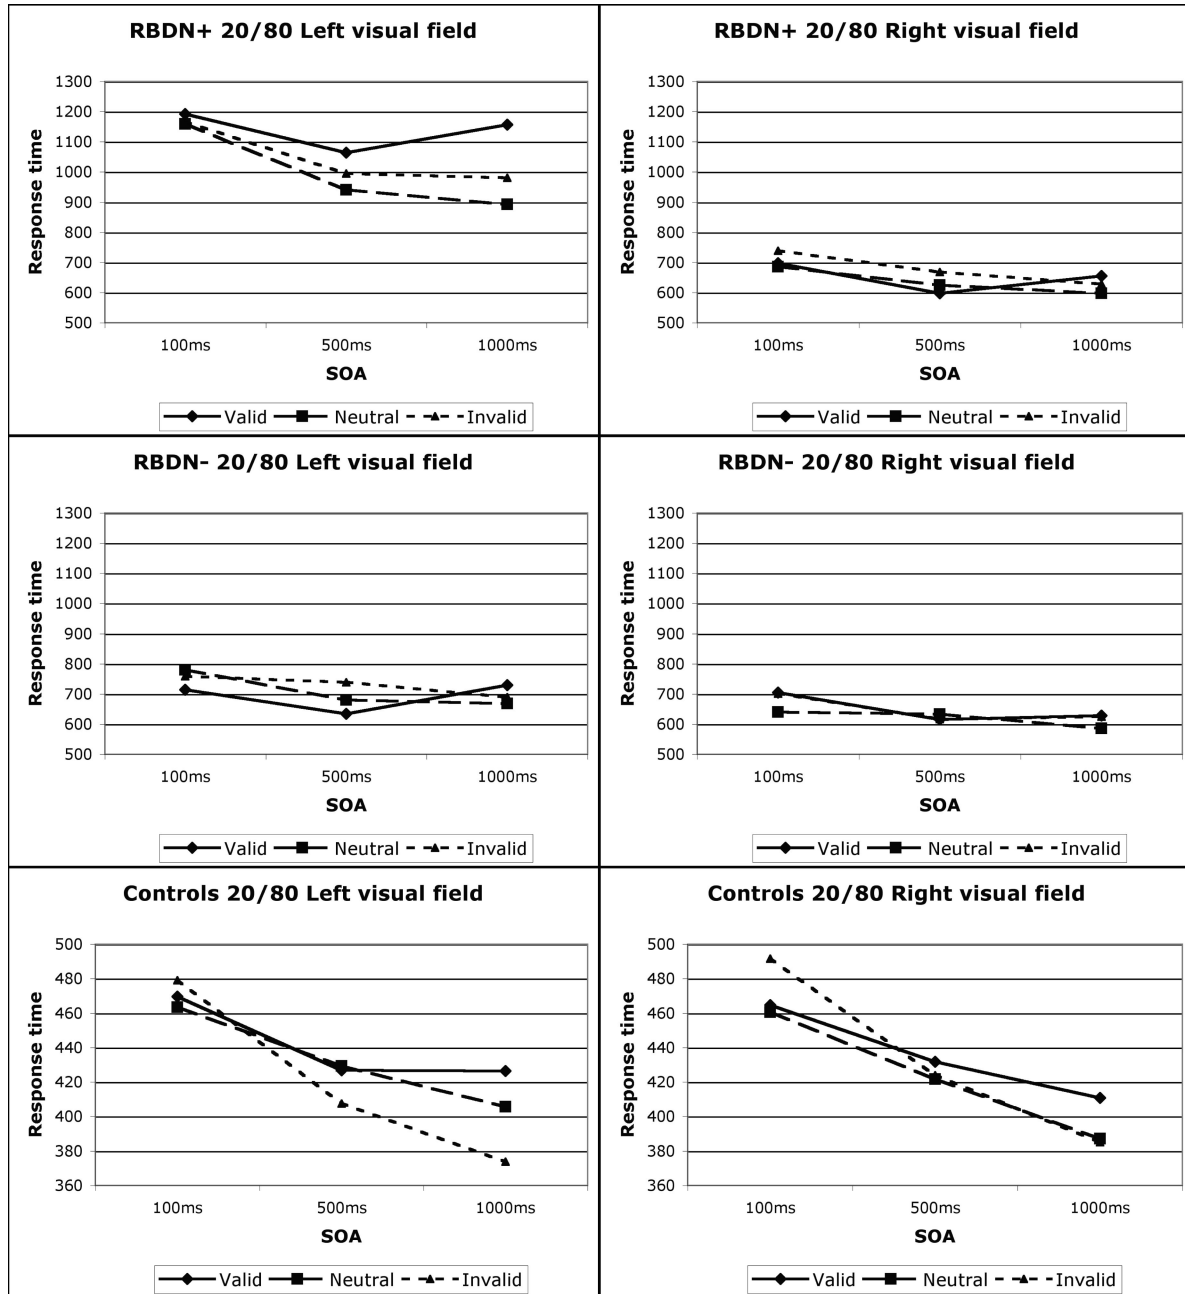 RBDN+ 20/80 Left visual field
Response time
1300
1200
1100
1000
900
800
700
600
500
100ms 500ms 1000ms
SOA
Valid Neutral Invalid
RBDN+ 20/80 Right visual field
Response time
1300
1200
1100
1000
900
800
700
600
500
100ms 500ms 1000ms
SOA
Valid Neutral Invalid
RBDN- 20/80 Left visual field
Response time
1300
1200
1100
1000
900
800
700
600
500
100ms 500ms 1000ms
SOA
Valid Neutral Invalid
RBDN- 20/80 Right visual field
Response time
1300
1200
1100
1000
900
800
700
600
500
100ms 500ms 1000ms
SOA
Valid Neutral Invalid
Controls 20/80 Left visual field
Response time
500
480
460
440
420
400
380
360
100ms 500ms 1000ms
SOA
Valid Neutral Invalid
Controls 20/80 Right visual field
Response time
500
480
460
440
420
400
380
360
100ms 500ms 1000ms
SOA
Valid Neutral Invalid